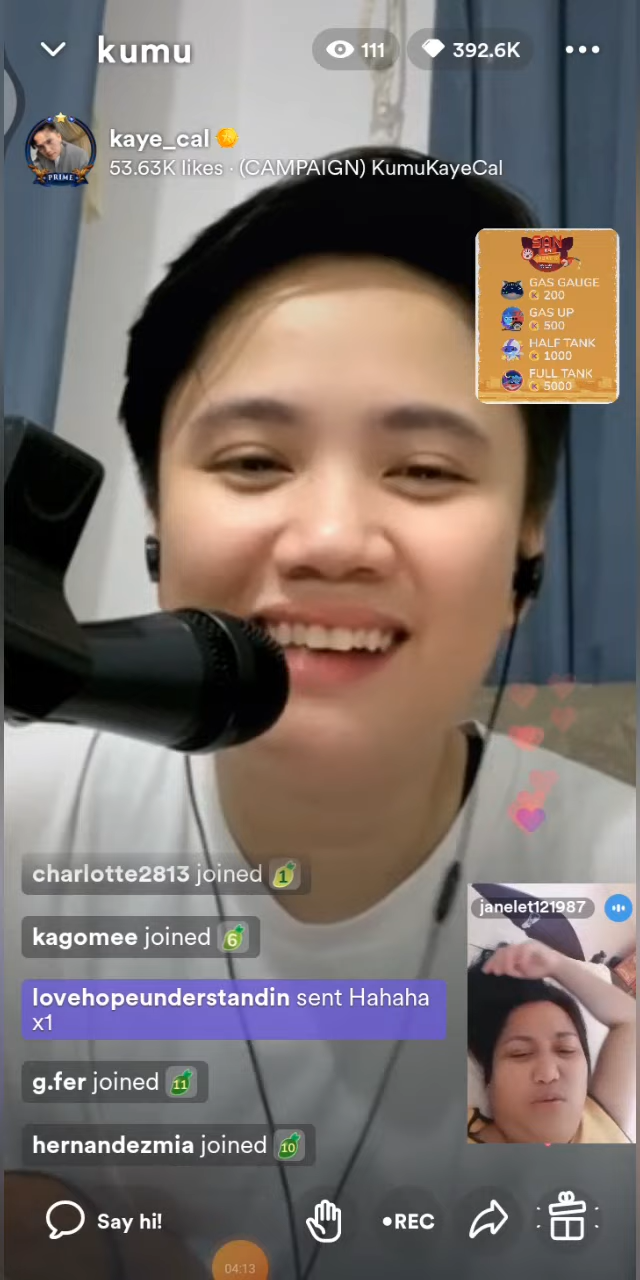 kumu
111
392.6K
kaye_cal
PRIME
53.63K likes · (CAMPAIGN) KumuKayeCal
GAS GAUGE
200
GAS UP
500
HALF TANK
1000
FULL TANK
5000
charlotte2813 joined 1
kagomee joined 6
lovehopeunderstandin sent Hahaha
x1
g.fer joined 11
hernandezmia joined 10
janelet121987
Say hi!
•REC
04:13